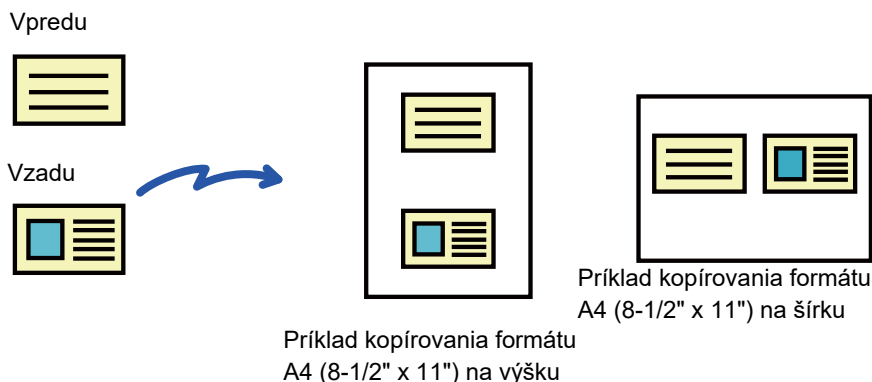 Vpredu
Vzadu
Príklad kopírovania formátu
A4 (8-1/2" x 11") na výšku
Príklad kopírovania formátu
A4 (8-1/2" x 11") na šírku